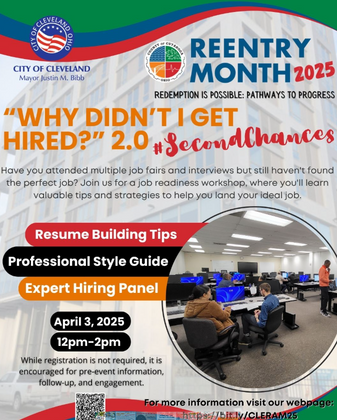 CITY OF CLEVELAND, OHIO
CITY OF CLEVELAND
Mayor Justin M. Bibb
REENTRY
MONTH 2025
REDEMPTION IS POSSIBLE: PATHWAYS TO PROGRESS
“WHY DIDN’T I GET
HIRED?” 2.0 #SecondChances
Have you attended multiple job fairs and interviews but still haven't found
the perfect job? Join us for a job readiness workshop, where you'll learn
valuable tips and strategies to help you land your ideal job.
Resume Building Tips
Professional Style Guide
Expert Hiring Panel
April 3, 2025
12pm-2pm
While registration is not required, it is
encouraged for pre-event information,
follow-up, and engagement.
For more information visit our webpage:
https://bit.ly/CLERAM25